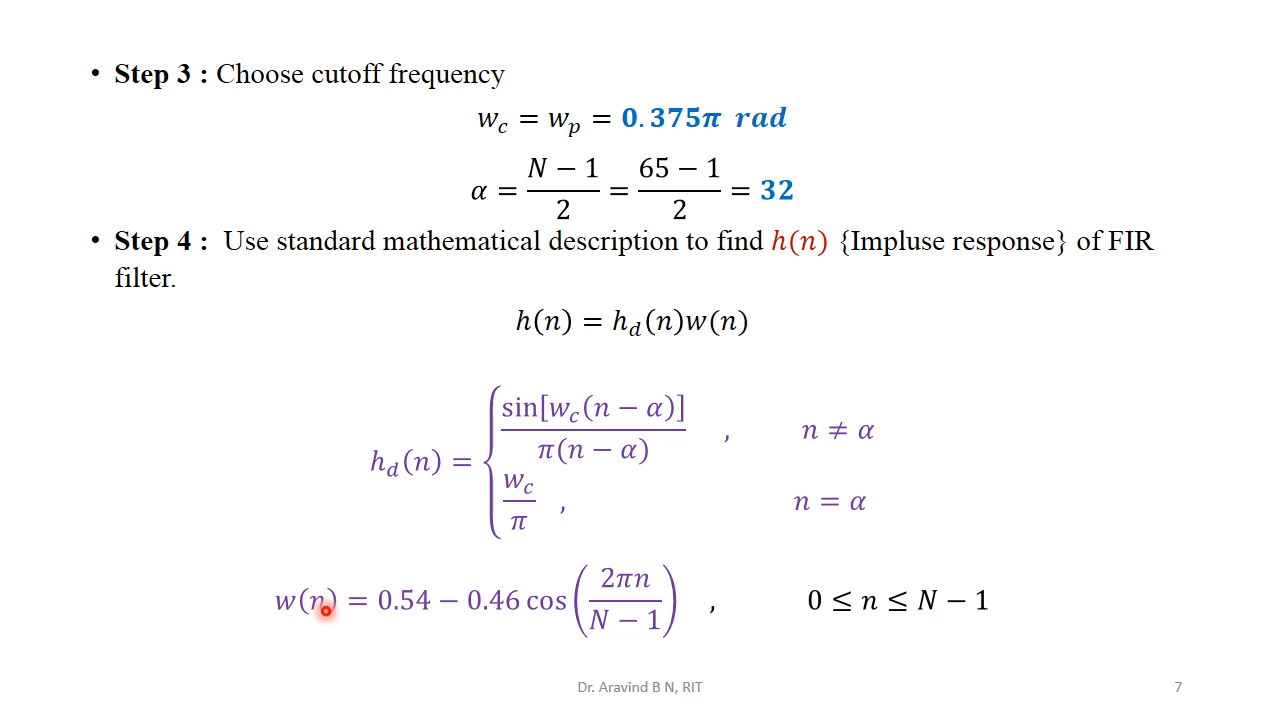 • Step 3 : Choose cutoff frequency
w_c = w_p = 0.375π rad
α = (N − 1)/2 = (65 − 1)/2 = 32
• Step 4 : Use standard mathematical description to find h(n) {Impluse response} of FIR
filter.
h(n) = h_d(n)w(n)
h_d(n) = { sin[w_c(n − α)] / π(n − α) , n ≠ α
w_c/π , n = α
w(n) = 0.54 − 0.46 cos(2πn/(N − 1)) , 0 ≤ n ≤ N − 1
Dr. Aravind B N, RIT 7